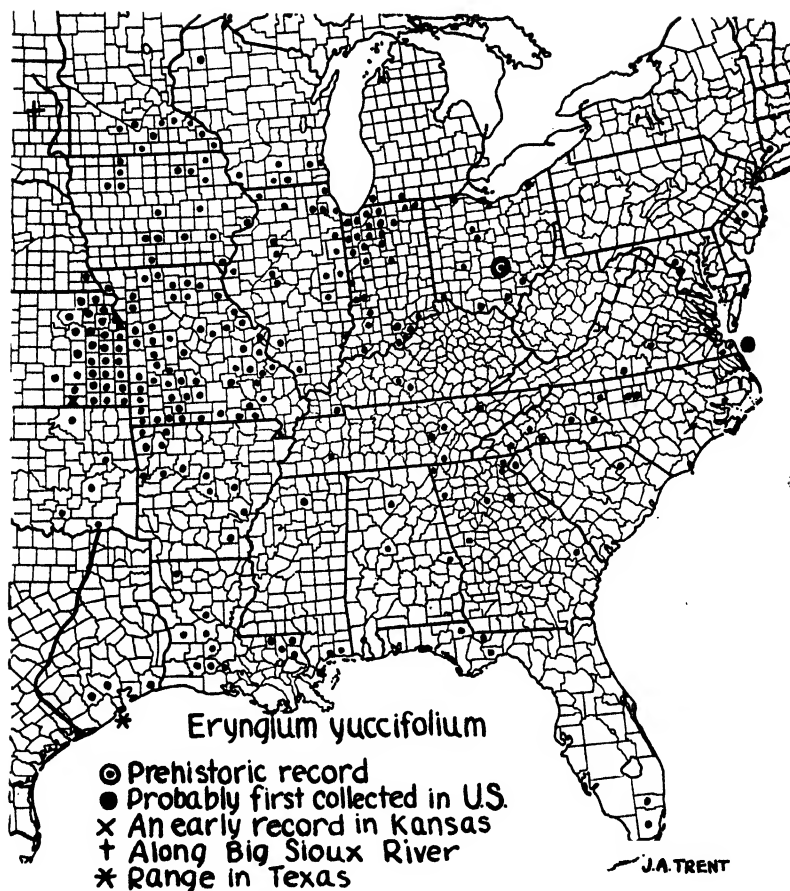 Eryngium yuccifolium
Prehistoric record
Probably first collected in U.S.
An early record in Kansas
Along Big Sioux River
Range in Texas
J.A.TRENT